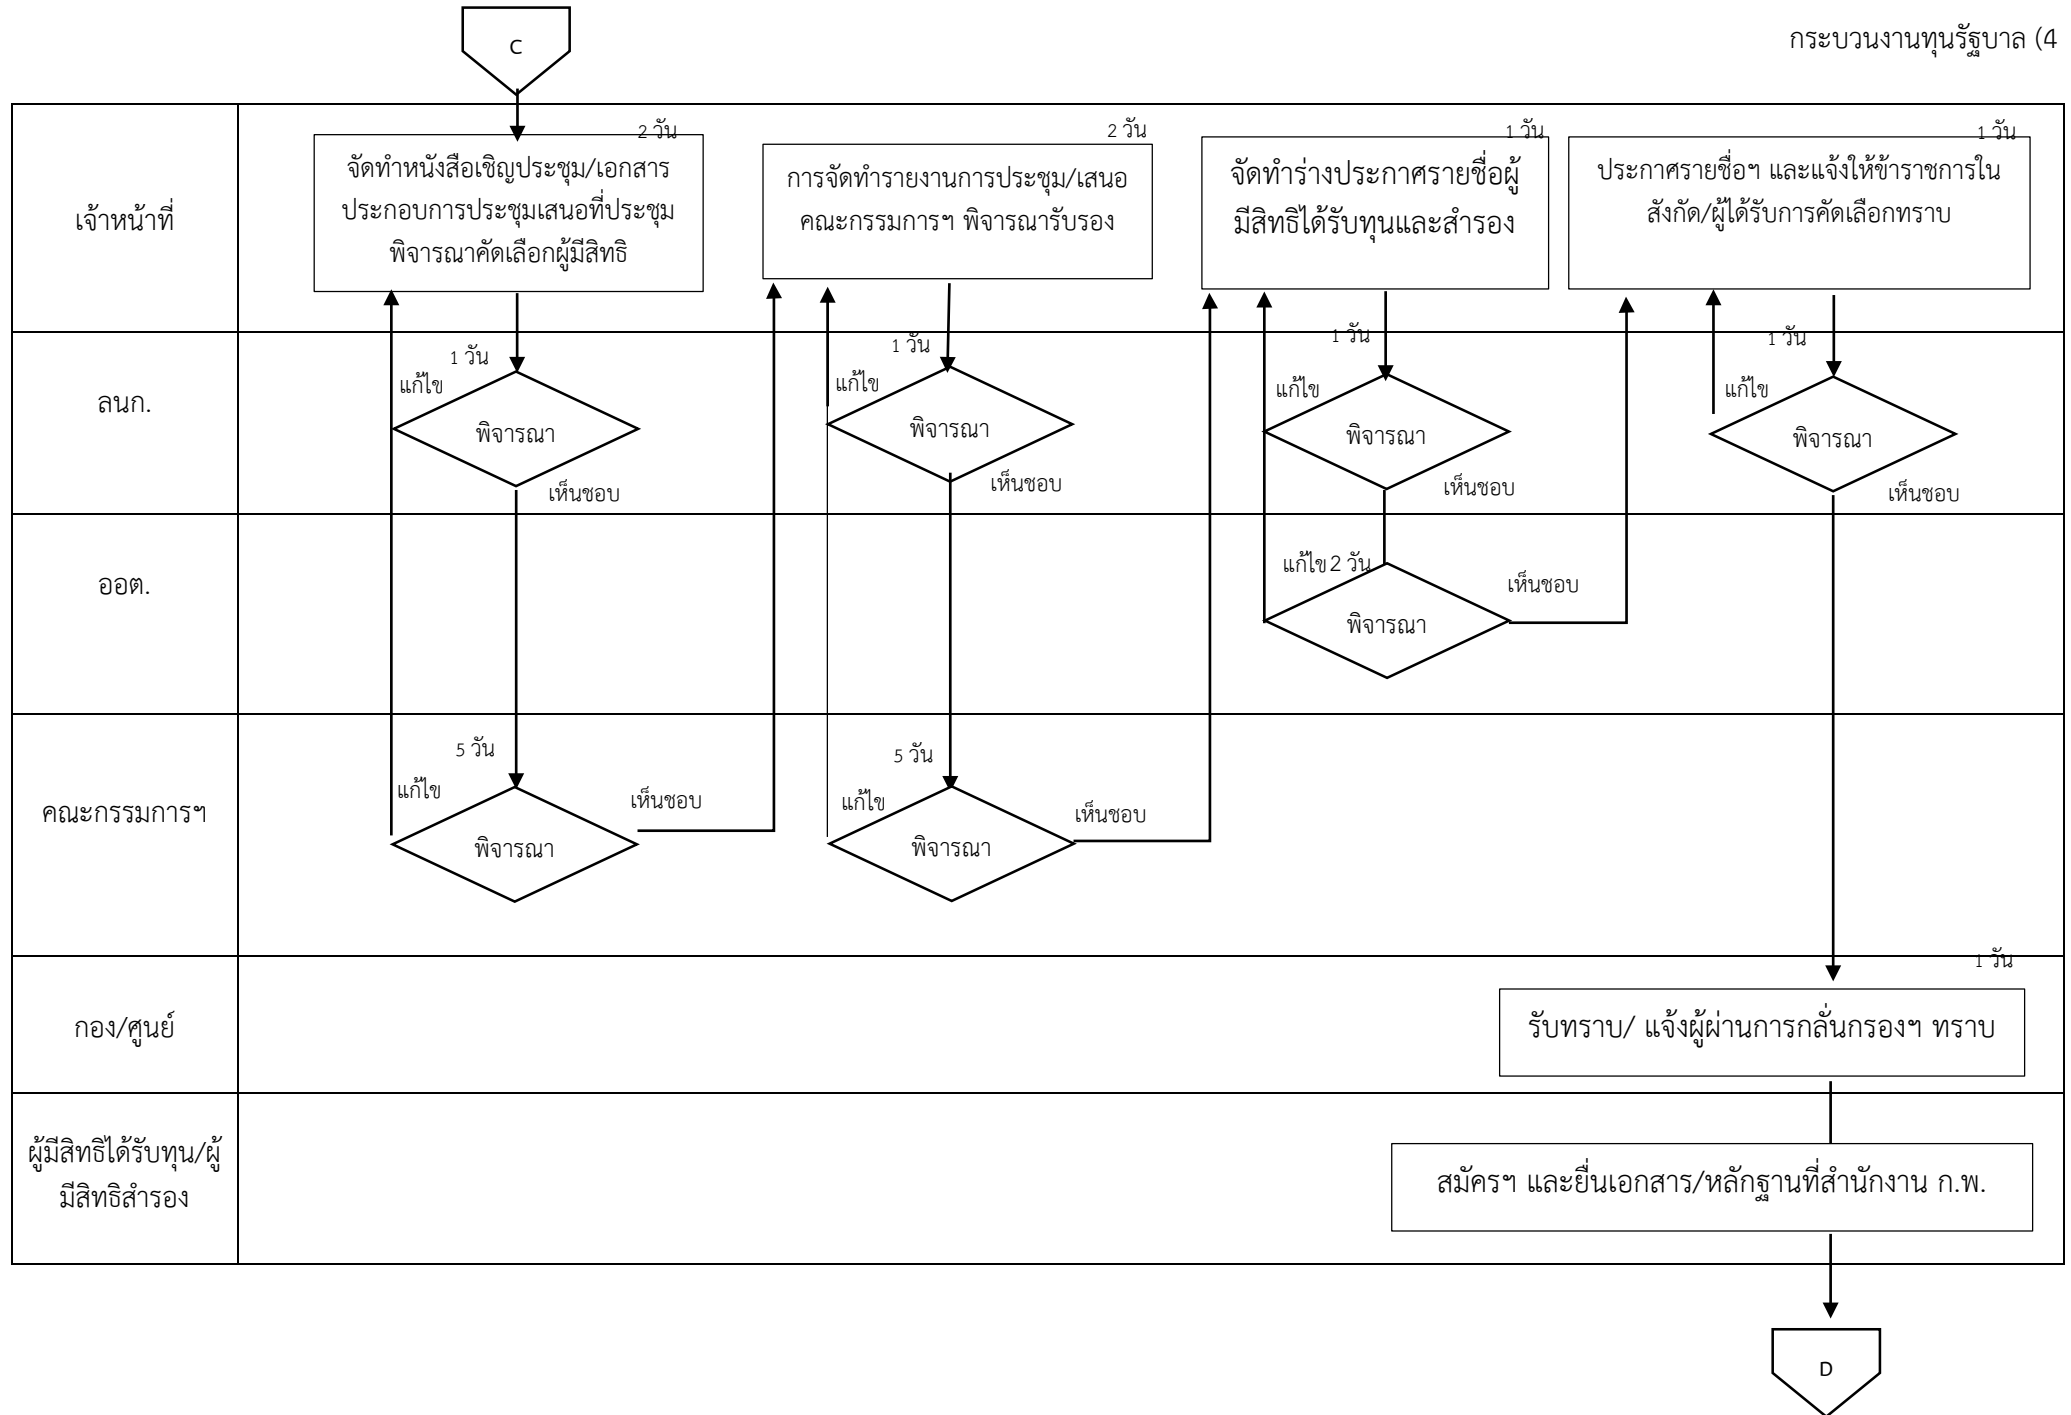 C
กระบวนงานทุนรัฐบาล (4
เจ้าหน้าที่
2 วัน
จัดทำหนังสือเชิญประชุม/เอกสาร
ประกอบการประชุมเสนอที่ประชุม
พิจารณาคัดเลือกผู้มีสิทธิ
2 วัน
การจัดทำรายงานการประชุม/เสนอ
คณะกรรมการฯ พิจารณารับรอง
1 วัน
จัดทำร่างประกาศรายชื่อผู้
มีสิทธิได้รับทุนและสำรอง
1 วัน
ประกาศรายชื่อฯ และแจ้งให้ข้าราชการใน
สังกัด/ผู้ได้รับการคัดเลือกทราบ
ลนก.
1 วัน
แก้ไข
พิจารณา
เห็นชอบ
1 วัน
แก้ไข
พิจารณา
เห็นชอบ
1 วัน
แก้ไข
พิจารณา
เห็นชอบ
1 วัน
แก้ไข
พิจารณา
เห็นชอบ
ออต.
แก้ไข 2 วัน
พิจารณา
เห็นชอบ
คณะกรรมการฯ
5 วัน
แก้ไข
พิจารณา
เห็นชอบ
5 วัน
แก้ไข
พิจารณา
เห็นชอบ
กอง/ศูนย์
1 วัน
รับทราบ/ แจ้งผู้ผ่านการกลั่นกรองฯ ทราบ
ผู้มีสิทธิได้รับทุน/ผู้
มีสิทธิสำรอง
สมัครฯ และยื่นเอกสาร/หลักฐานที่สำนักงาน ก.พ.
D